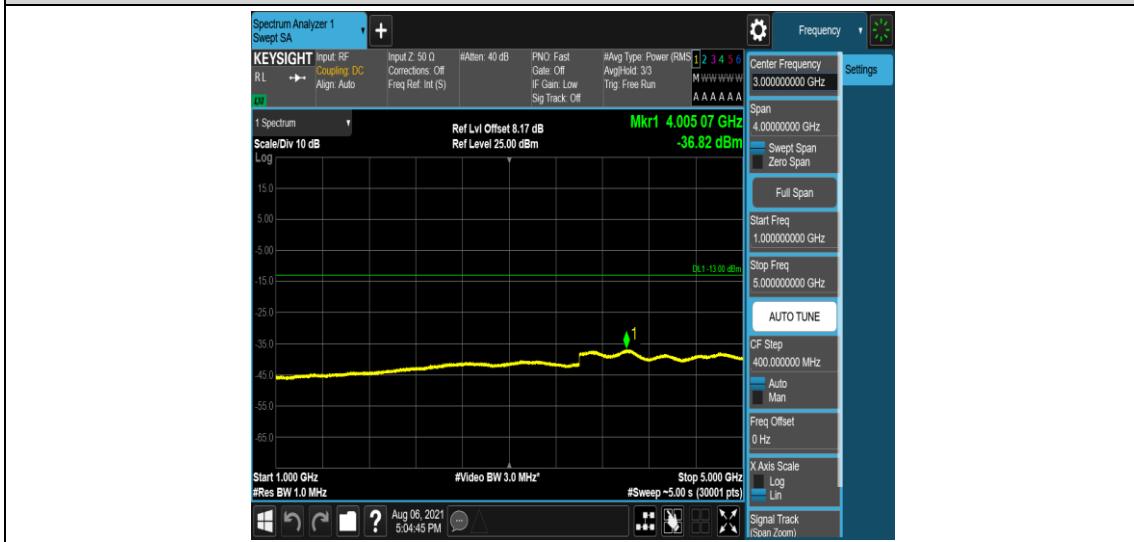 Spectrum Analyzer 1
Swept SA
+
Frequency
KEYSIGHT
RL
LXI
Input: RF
Coupling: DC
Align: Auto
Input Z: 50 Ω
Corrections: Off
Freq Ref: Int (S)
#Atten: 40 dB
PNO: Fast
Gate: Off
IF Gain: Low
Sig Track: Off
#Avg Type: Power (RMS
Avg|Hold: 3/3
Trig: Free Run
1 2 3 4 5 6
M W W W W W
A A A A A A
1 Spectrum
Scale/Div 10 dB
Log
Ref Lvl Offset 8.17 dB
Ref Level 25.00 dBm
Mkr1 4.005 07 GHz
-36.82 dBm
15.0
5.00
-5.00
DL1 -13.00 dBm
-15.0
-25.0
1
-35.0
-45.0
-55.0
-65.0
Start 1.000 GHz
#Res BW 1.0 MHz
#Video BW 3.0 MHz*
Stop 5.000 GHz
#Sweep ~5.00 s (30001 pts)
Center Frequency
3.000000000 GHz
Settings
Span
4.00000000 GHz
Swept Span
Zero Span
Full Span
Start Freq
1.000000000 GHz
Stop Freq
5.000000000 GHz
AUTO TUNE
CF Step
400.000000 MHz
Auto
Man
Freq Offset
0 Hz
X Axis Scale
Log
Lin
Signal Track
(Span Zoom)
?
Aug 06, 2021
5:04:45 PM